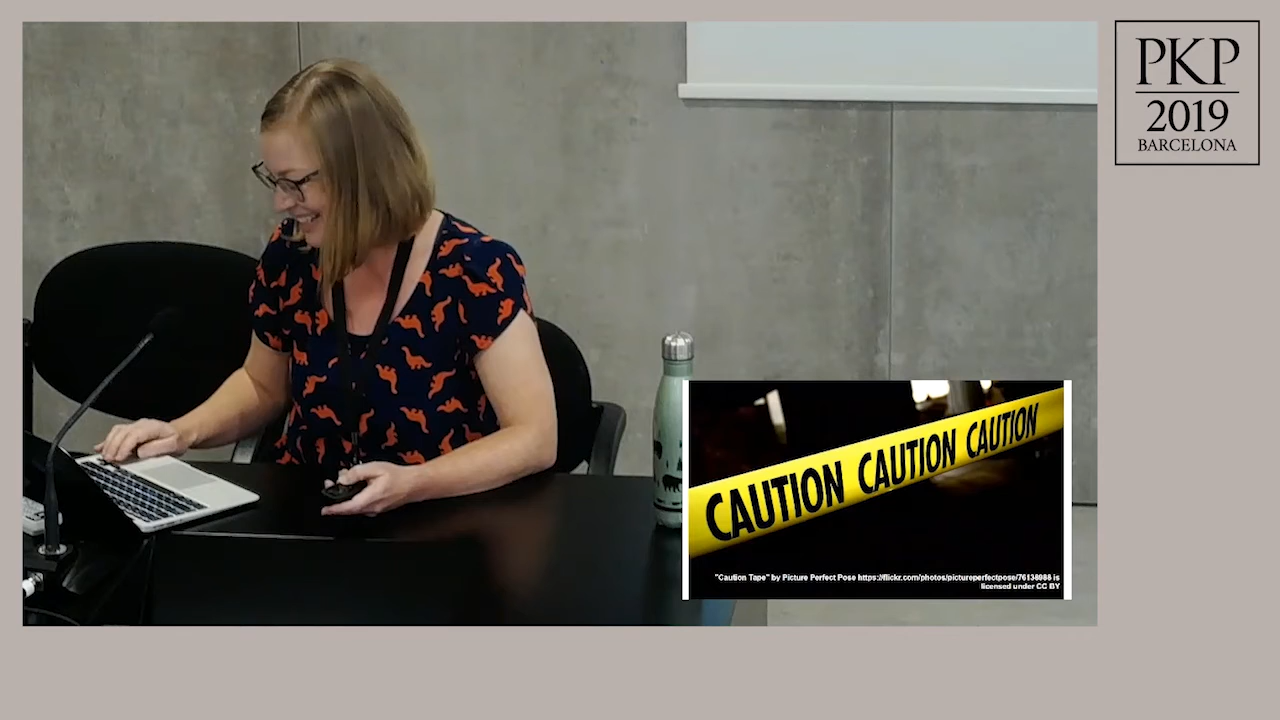 PKP
2019
BARCELONA
CAUTION CAUTION CAUTION
"Caution Tape" by Picture Perfect Pose https://flickr.com/photos/pictureperfectpose/76138988 is
licensed under CC BY